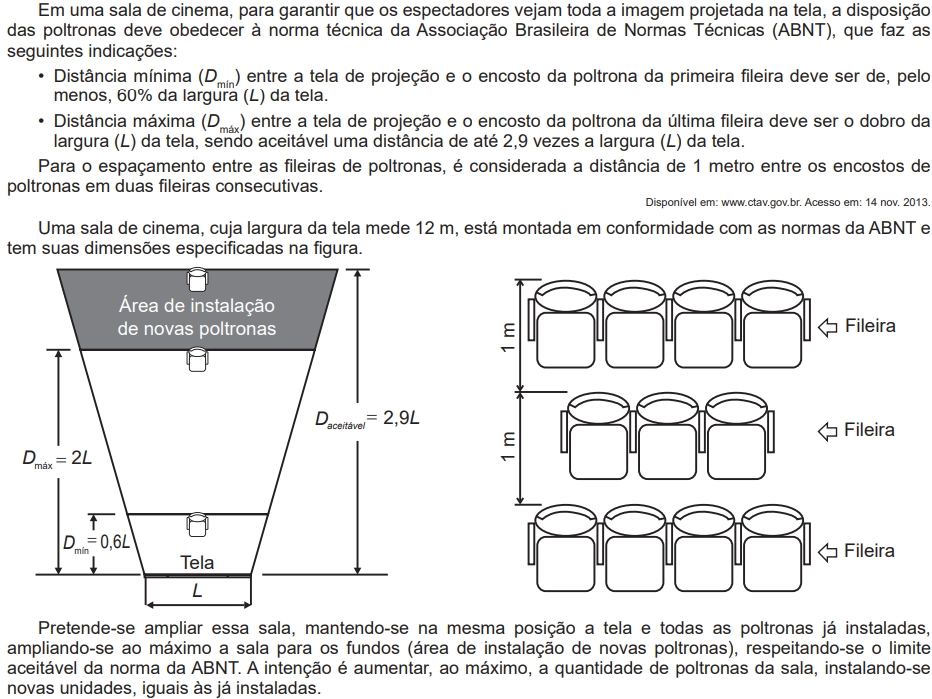 Em uma sala de cinema, para garantir que os espectadores vejam toda a imagem projetada na tela, a disposição
das poltronas deve obedecer à norma técnica da Associação Brasileira de Normas Técnicas (ABNT), que faz as
seguintes indicações:
• Distância mínima (Dmín) entre a tela de projeção e o encosto da poltrona da primeira fileira deve ser de, pelo
menos, 60% da largura (L) da tela.
• Distância máxima (Dmáx) entre a tela de projeção e o encosto da poltrona da última fileira deve ser o dobro da
largura (L) da tela, sendo aceitável uma distância de até 2,9 vezes a largura (L) da tela.
Para o espaçamento entre as fileiras de poltronas, é considerada a distância de 1 metro entre os encostos de
poltronas em duas fileiras consecutivas.
Disponível em: www.ctav.gov.br. Acesso em: 14 nov. 2013.
Uma sala de cinema, cuja largura da tela mede 12 m, está montada em conformidade com as normas da ABNT e
tem suas dimensões especificadas na figura.
Área de instalação
de novas poltronas
Daceitável = 2,9L
Dmáx = 2L
Dmín = 0,6L
Tela
L
1 m
Fileira
1 m
Fileira
Fileira
Pretende-se ampliar essa sala, mantendo-se na mesma posição a tela e todas as poltronas já instaladas,
ampliando-se ao máximo a sala para os fundos (área de instalação de novas poltronas), respeitando-se o limite
aceitável da norma da ABNT. A intenção é aumentar, ao máximo, a quantidade de poltronas da sala, instalando-se
novas unidades, iguais às já instaladas.